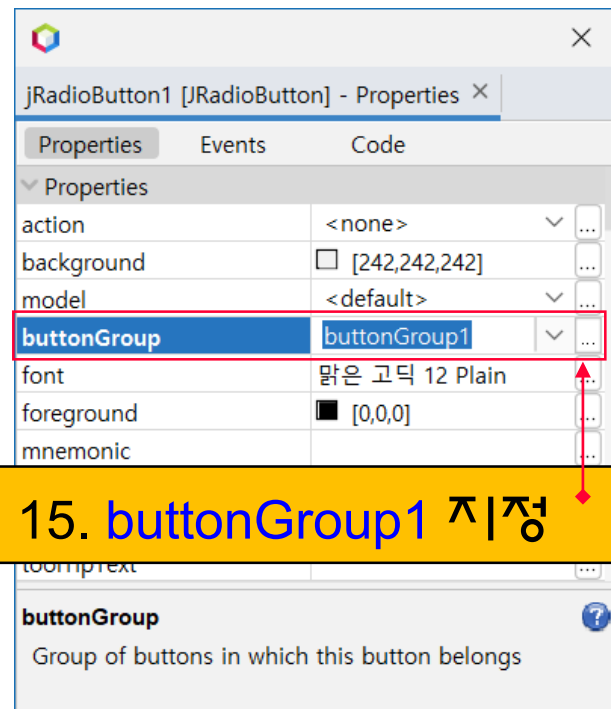 jRadioButton1 [JRadioButton] - Properties
Properties Events Code
Properties
action <none> ...
background [242,242,242] ...
model <default> ...
buttonGroup buttonGroup1 ...
font 맑은 고딕 12 Plain ...
foreground [0,0,0] ...
mnemonic ...
15. buttonGroup1 지정
toolTipText ...
buttonGroup ?
Group of buttons in which this button belongs